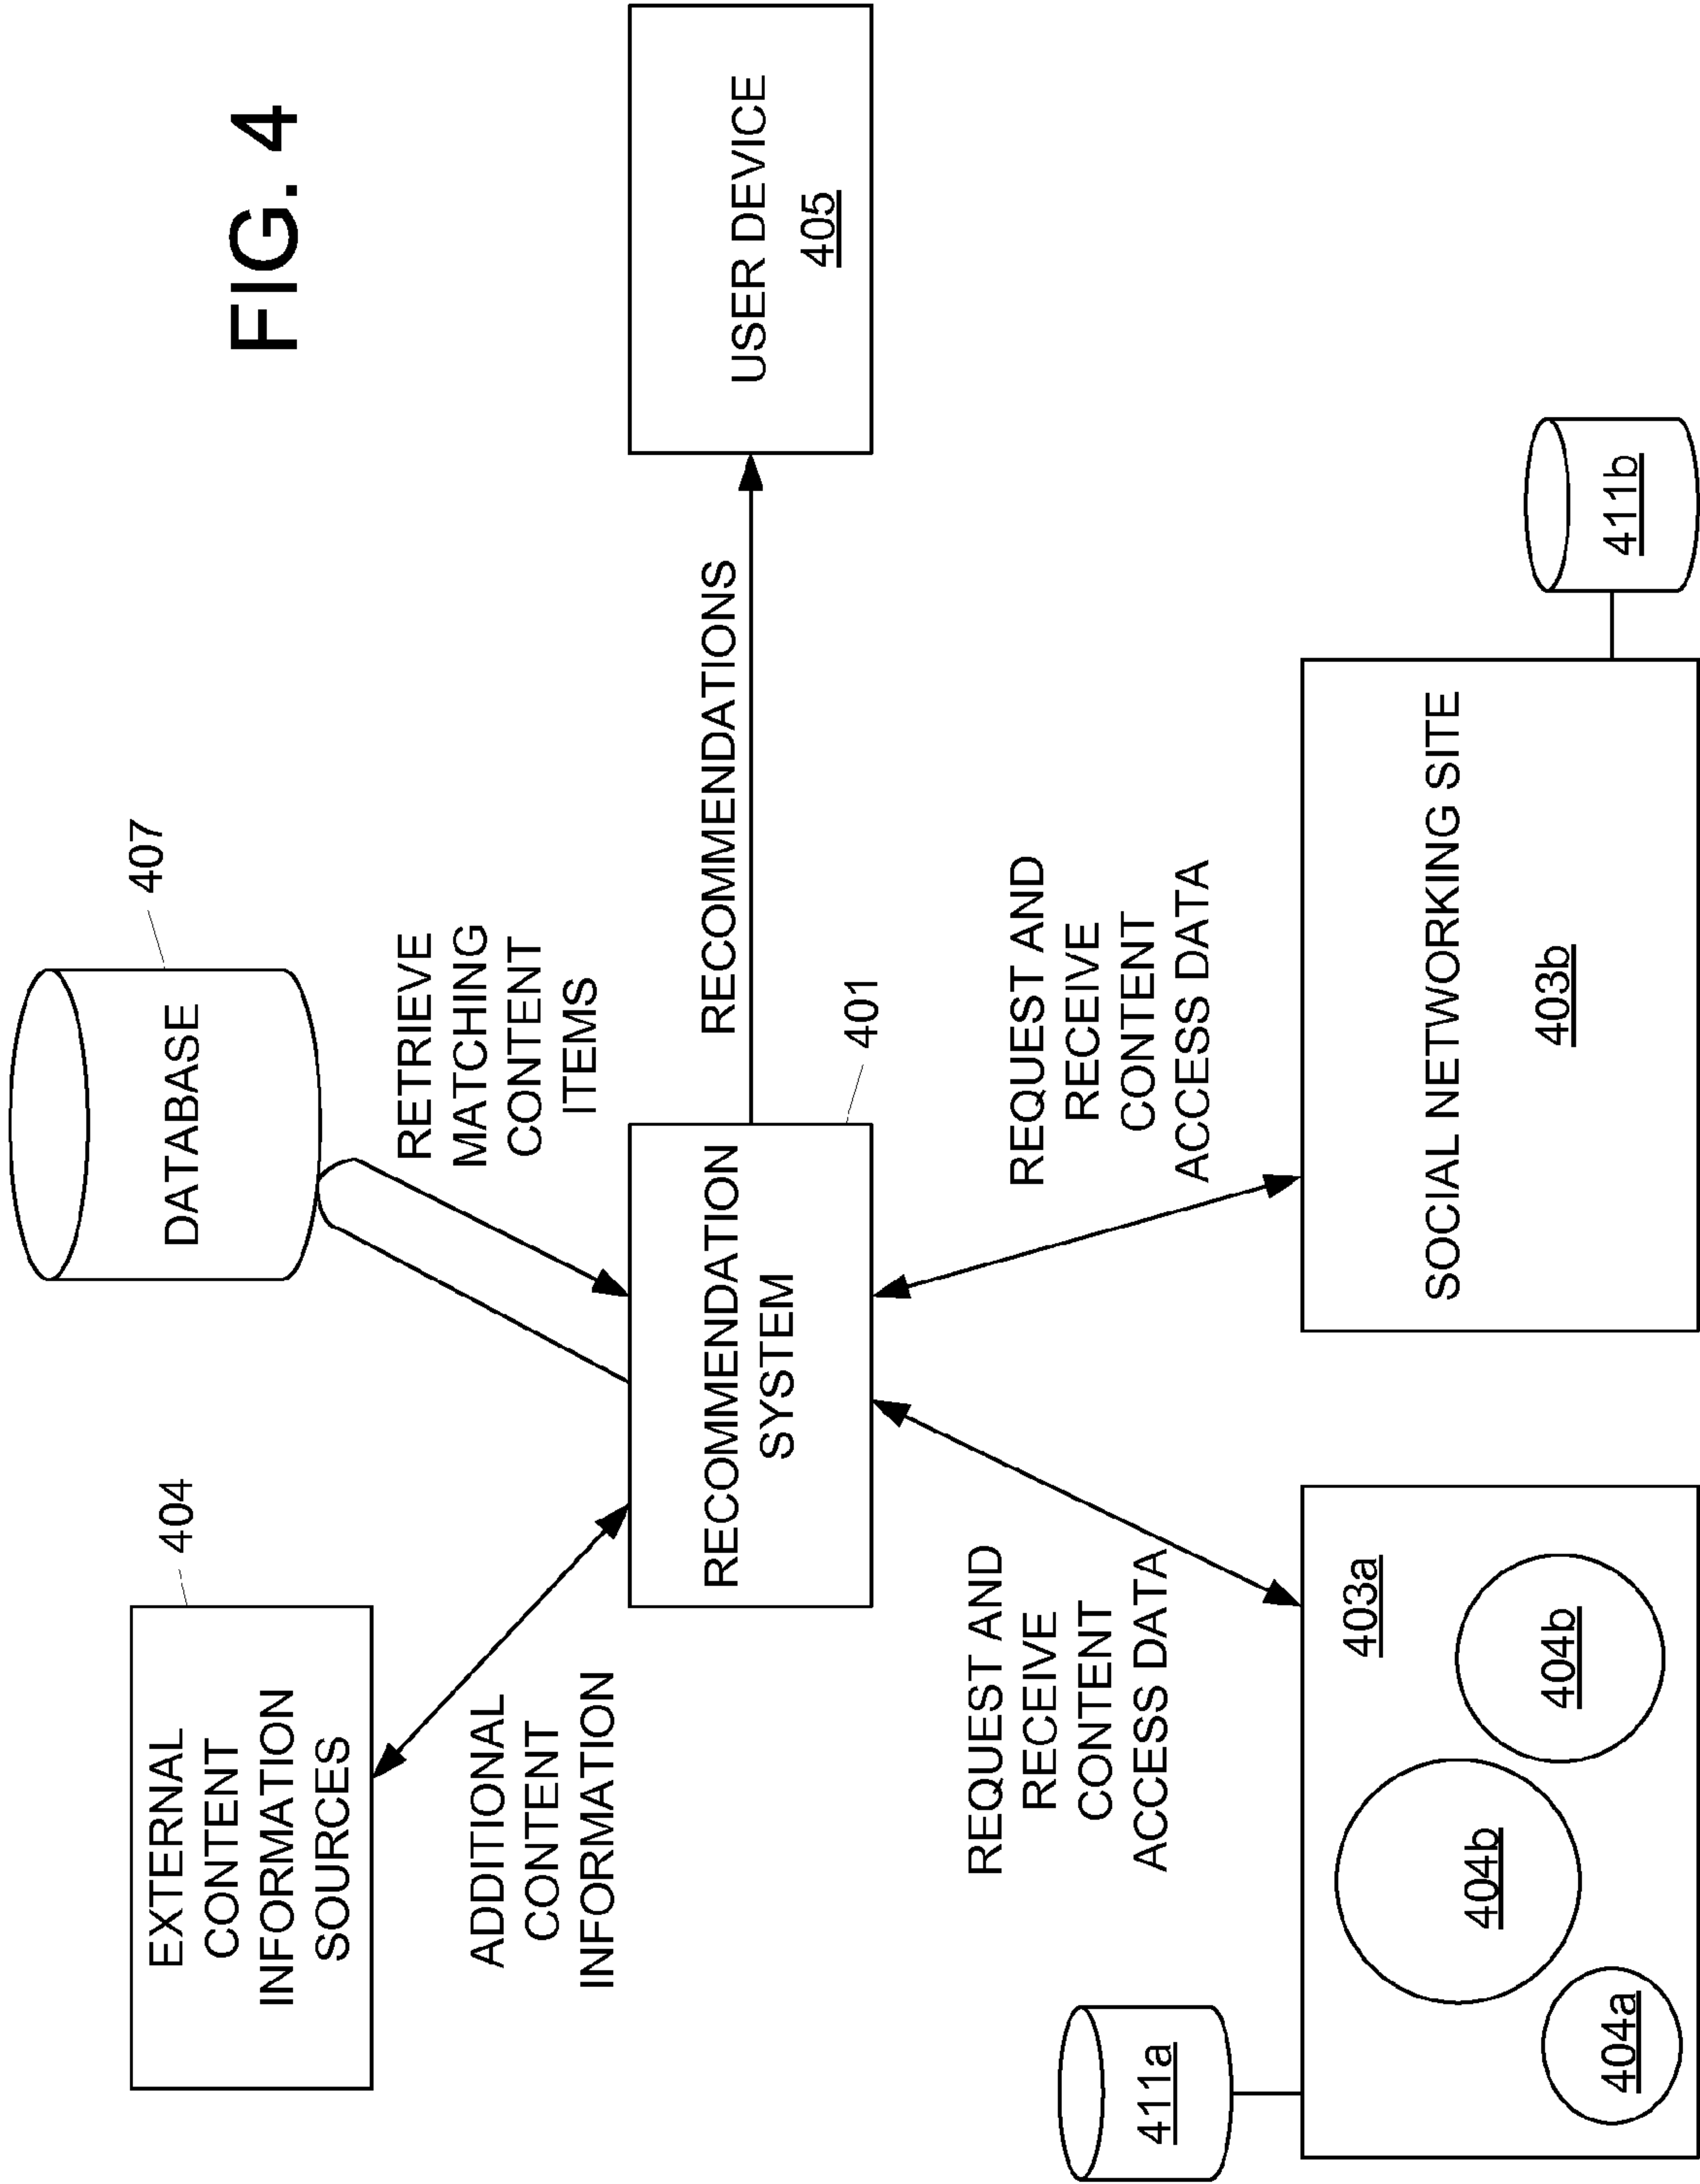 FIG. 4
EXTERNAL
CONTENT
INFORMATION
SOURCES
404
DATABASE
407
ADDITIONAL
CONTENT
INFORMATION
RETRIEVE
MATCHING
CONTENT
ITEMS
RECOMMENDATION
SYSTEM
401
RECOMMENDATIONS
USER DEVICE
405
REQUEST AND
RECEIVE
CONTENT
ACCESS DATA
REQUEST AND
RECEIVE
CONTENT
ACCESS DATA
411a
403a
404b
404b
404a
SOCIAL NETWORKING SITE
403b
411b